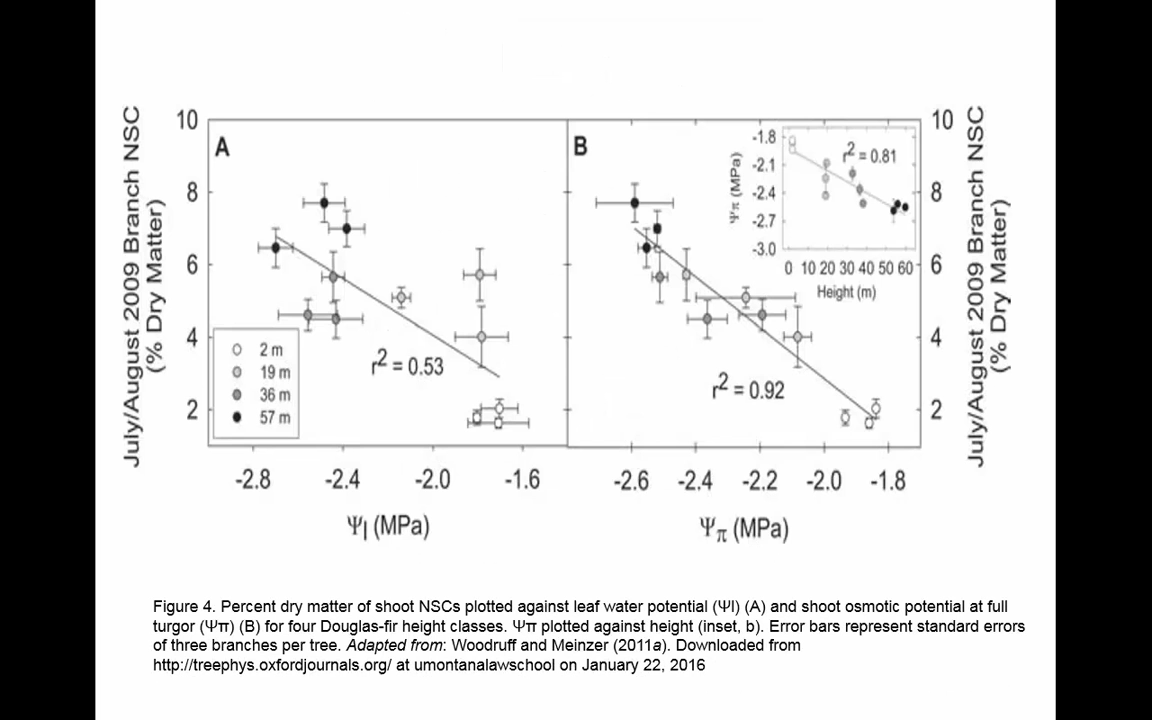 July/August 2009 Branch NSC
(% Dry Matter)
10
8
6
4
2
A
r2 = 0.53
2 m
19 m
36 m
57 m
-2.8
-2.4
-2.0
-1.6
Ψl (MPa)
B
r2 = 0.92
-2.6
-2.4
-2.2
-2.0
-1.8
Ψπ (MPa)
Ψπ (MPa)
-1.8
-2.1
-2.4
-2.7
-3.0
r2 = 0.81
0 10 20 30 40 50 60
Height (m)
10
8
6
4
2
July/August 2009 Branch NSC
(% Dry Matter)
Figure 4. Percent dry matter of shoot NSCs plotted against leaf water potential (Ψl) (A) and shoot osmotic potential at full
turgor (Ψπ) (B) for four Douglas-fir height classes. Ψπ plotted against height (inset, b). Error bars represent standard errors
of three branches per tree. Adapted from: Woodruff and Meinzer (2011a). Downloaded from
http://treephys.oxfordjournals.org/ at umontanalawschool on January 22, 2016